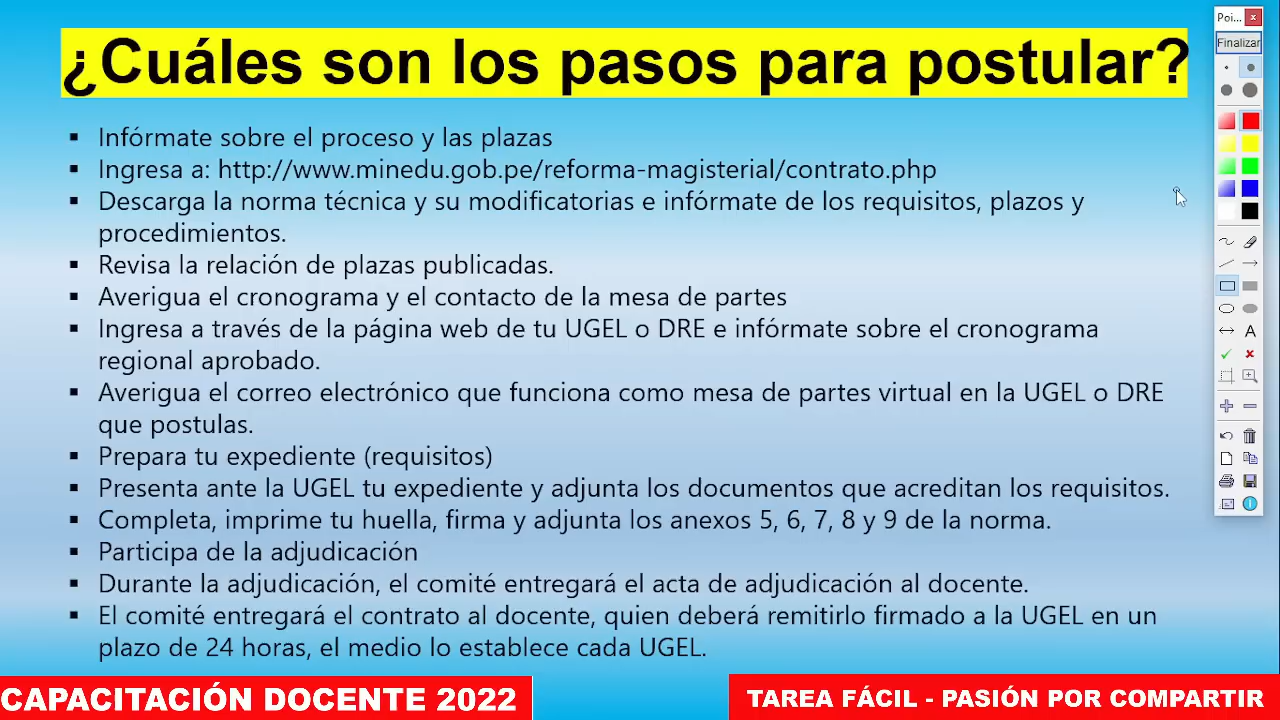 ¿Cuáles son los pasos para postular?
▪ Infórmate sobre el proceso y las plazas
▪ Ingresa a: http://www.minedu.gob.pe/reforma-magisterial/contrato.php
▪ Descarga la norma técnica y su modificatorias e infórmate de los requisitos, plazos y
procedimientos.
▪ Revisa la relación de plazas publicadas.
▪ Averigua el cronograma y el contacto de la mesa de partes
▪ Ingresa a través de la página web de tu UGEL o DRE e infórmate sobre el cronograma
regional aprobado.
▪ Averigua el correo electrónico que funciona como mesa de partes virtual en la UGEL o DRE
que postulas.
▪ Prepara tu expediente (requisitos)
▪ Presenta ante la UGEL tu expediente y adjunta los documentos que acreditan los requisitos.
▪ Completa, imprime tu huella, firma y adjunta los anexos 5, 6, 7, 8 y 9 de la norma.
▪ Participa de la adjudicación
▪ Durante la adjudicación, el comité entregará el acta de adjudicación al docente.
▪ El comité entregará el contrato al docente, quien deberá remitirlo firmado a la UGEL en un
plazo de 24 horas, el medio lo establece cada UGEL.
CAPACITACIÓN DOCENTE 2022
TAREA FÁCIL - PASIÓN POR COMPARTIR
Poi...
Finalizar
A